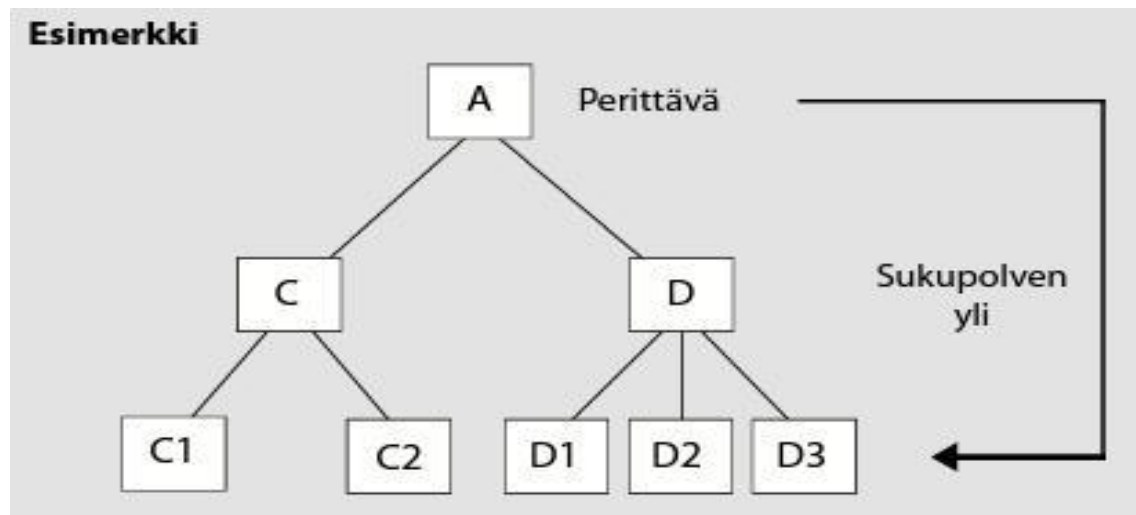 Esimerkki
A
Perittävä
C
D
Sukupolven
yli
C1
C2
D1
D2
D3